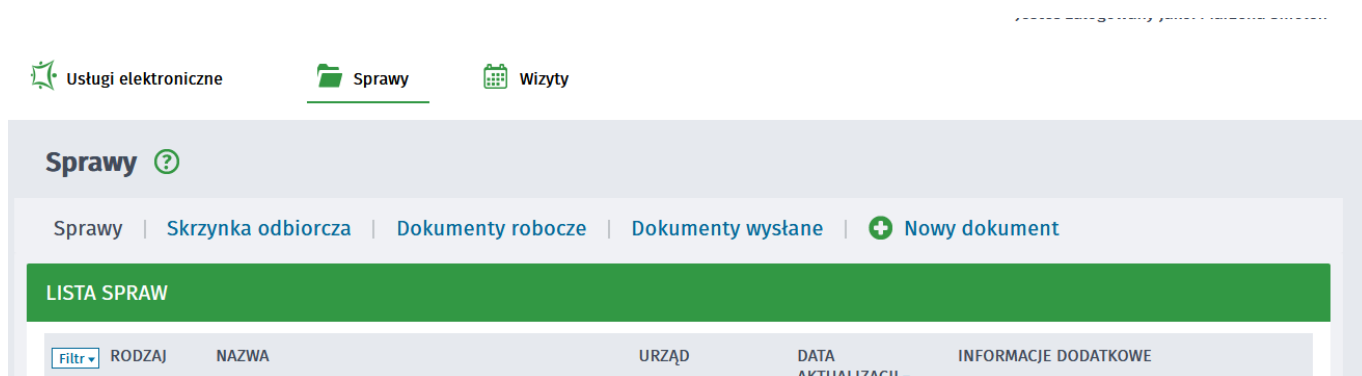 Usługi elektroniczne Sprawy Wizyty
Sprawy ?
Sprawy | Skrzynka odbiorcza | Dokumenty robocze | Dokumenty wysłane | Nowy dokument
LISTA SPRAW
Filtr RODZAJ NAZWA URZĄD DATA INFORMACJE DODATKOWE
AKTUALIZACJI